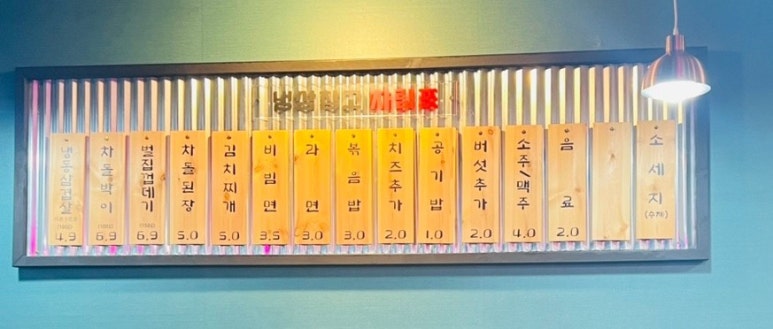 냉동삼겹살
4.9
차돌박이
6.9
벌집껍데기
6.9
차돌된장
5.0
김치찌개
5.0
비빔면
3.5
라면
3.0
볶음밥
3.0
치즈추가
2.0
공기밥
1.0
버섯추가
2.0
소주/맥주
4.0
음료
2.0
소세지
(수제)